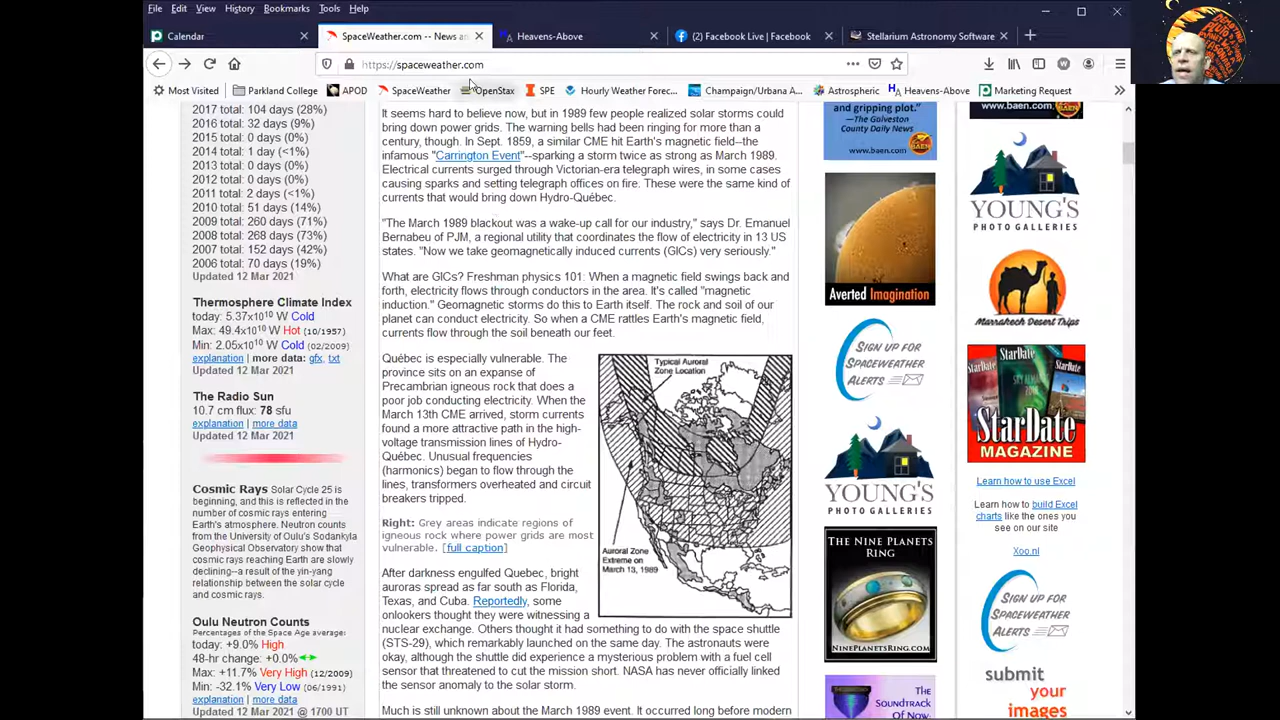 File Edit View History Bookmarks Tools Help
Calendar
SpaceWeather.com -- News an
Heavens-Above
(2) Facebook Live | Facebook
Stellarium Astronomy Software
https://spaceweather.com
Most Visited Parkland College APOD SpaceWeather OpenStax SPE Hourly Weather Forec... Champaign/Urbana A... Astrospheric Heavens-Above Marketing Request
2017 total: 104 days (28%)
2016 total: 32 days (9%)
2015 total: 0 days (0%)
2014 total: 1 day (<1%)
2013 total: 0 days (0%)
2012 total: 0 days (0%)
2011 total: 2 days (<1%)
2010 total: 51 days (14%)
2009 total: 260 days (71%)
2008 total: 268 days (73%)
2007 total: 152 days (42%)
2006 total: 70 days (19%)
Updated 12 Mar 2021
Thermosphere Climate Index
today: 5.37x10¹⁰ W Cold
Max: 49.4x10¹⁰ W Hot (10/1957)
Min: 2.05x10¹⁰ W Cold (02/2009)
explanation | more data: gfx, txt
Updated 12 Mar 2021
The Radio Sun
10.7 cm flux: 78 sfu
explanation | more data
Updated 12 Mar 2021
Cosmic Rays Solar Cycle 25 is
beginning, and this is reflected in the
number of cosmic rays entering
Earth's atmosphere. Neutron counts
from the University of Oulu's Sodankyla
Geophysical Observatory show that
cosmic rays reaching Earth are slowly
declining--a result of the yin-yang
relationship between the solar cycle
and cosmic rays.
Oulu Neutron Counts
Percentages of the Space Age average:
today: +9.0% High
48-hr change: +0.0%
Max: +11.7% Very High (12/2009)
Min: -32.1% Very Low (06/1991)
explanation | more data
Updated 12 Mar 2021 @ 1700 UT
It seems hard to believe now, but in 1989 few people realized solar storms could
bring down power grids. The warning bells had been ringing for more than a
century, though. In Sept. 1859, a similar CME hit Earth's magnetic field--the
infamous "Carrington Event"--sparking a storm twice as strong as March 1989.
Electrical currents surged through Victorian-era telegraph wires, in some cases
causing sparks and setting telegraph offices on fire. These were the same kind of
currents that would bring down Hydro-Québec.
"The March 1989 blackout was a wake-up call for our industry," says Dr. Emanuel
Bernabeu of PJM, a regional utility that coordinates the flow of electricity in 13 US
states. "Now we take geomagnetically induced currents (GICs) very seriously."
What are GICs? Freshman physics 101: When a magnetic field swings back and
forth, electricity flows through conductors in the area. It's called "magnetic
induction." Geomagnetic storms do this to Earth itself. The rock and soil of our
planet can conduct electricity. So when a CME rattles Earth's magnetic field,
currents flow through the soil beneath our feet.
Québec is especially vulnerable. The
province sits on an expanse of
Precambrian igneous rock that does a
poor job conducting electricity. When the
March 13th CME arrived, storm currents
found a more attractive path in the high-
voltage transmission lines of Hydro-
Québec. Unusual frequencies
(harmonics) began to flow through the
lines, transformers overheated and circuit
breakers tripped.
Right: Grey areas indicate regions of
igneous rock where power grids are most
vulnerable. [full caption]
After darkness engulfed Quebec, bright
auroras spread as far south as Florida,
Texas, and Cuba. Reportedly, some
onlookers thought they were witnessing a
nuclear exchange. Others thought it had something to do with the space shuttle
(STS-29), which remarkably launched on the same day. The astronauts were
okay, although the shuttle did experience a mysterious problem with a fuel cell
sensor that threatened to cut the mission short. NASA has never officially linked
the sensor anomaly to the solar storm.
Much is still unknown about the March 1989 event. It occurred long before modern
Typical Auroral
Zone Location
Auroral Zone
Extreme on
March 13, 1989
and gripping plot."
—The Galveston
County Daily News
www.baen.com
Averted Imagination
SIGN UP FOR
SPACEWEATHER
ALERTS
YOUNG'S
PHOTO GALLERIES
THE NINE PLANETS
RING
NINEPLANETSRING.COM
The
Soundtrack
Of Now
www.baen.com
YOUNG'S
PHOTO GALLERIES
Marrakech Desert Trips
StarDate
StarDate
MAGAZINE
Learn how to use Excel
Learn how to build Excel
charts like the ones you
see on our site
Xoo.nl
SIGN UP FOR
SPACEWEATHER
ALERTS
submit
your
images